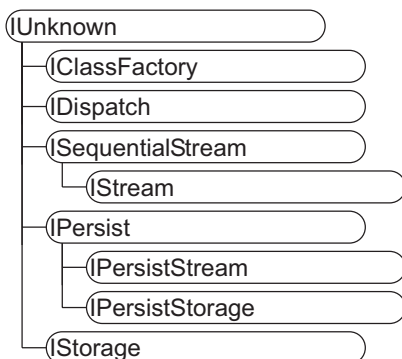 IUnknown
IClassFactory
IDispatch
ISequentialStream
IStream
IPersist
IPersistStream
IPersistStorage
IStorage